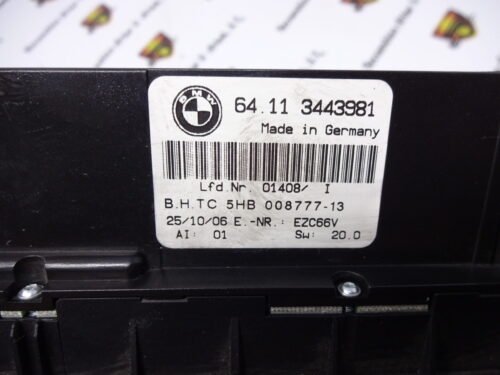 BMW
64.11 3443981
Made in Germany
Lfd.Nr. 01408/ I
B.H.TC 5HB 008777-13
25/10/06 E.-NR.: EZC66V
AI: 01 SW: 20.0